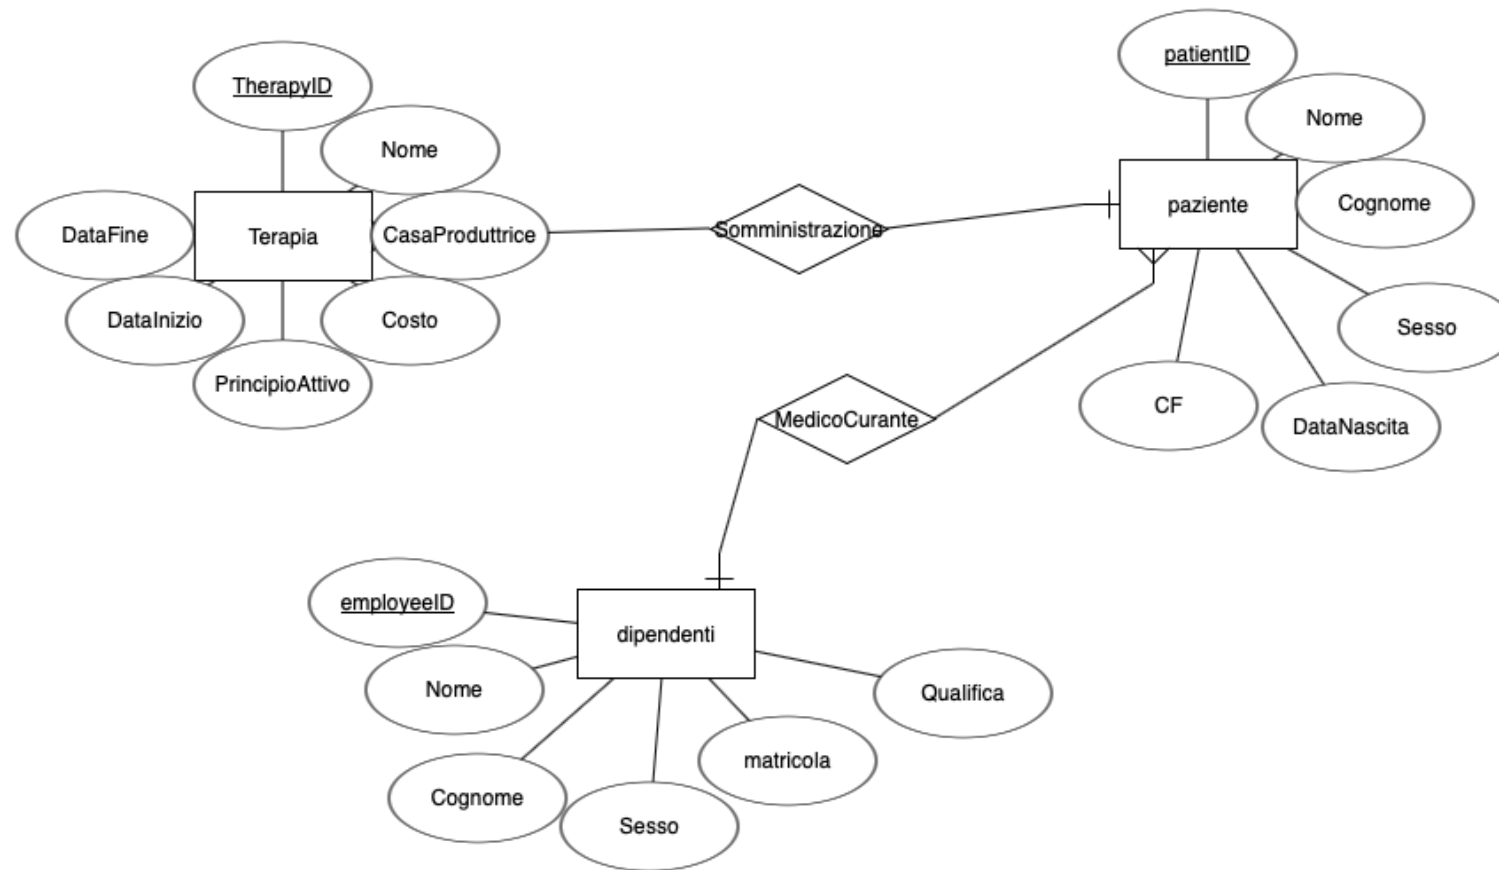 patientID
TherapyID
Nome
Nome
Cognome
paziente
DataFine
Terapia
CasaProduttrice
Somministrazione
DataInizio
Costo
Sesso
PrincipioAttivo
CF
MedicoCurante
DataNascita
employeeID
dipendenti
Nome
Qualifica
matricola
Cognome
Sesso